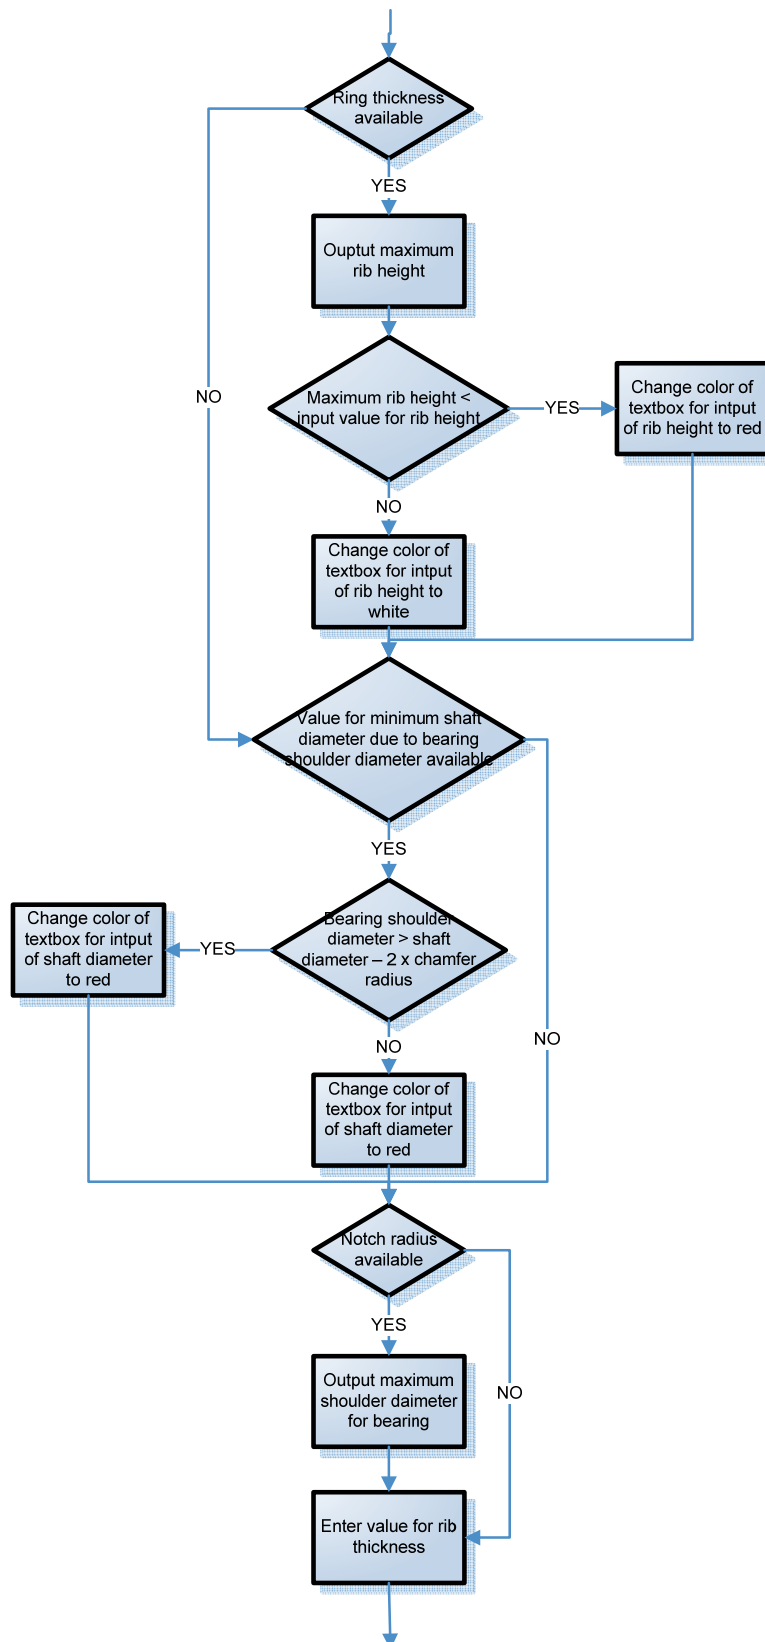 Ring thickness
available
YES
Ouptut maximum
rib height
NO
Maximum rib height <
input value for rib height
YES
Change color of
textbox for intput
of rib height to red
NO
Change color of
textbox for intput
of rib height to
white
Value for minimum shaft
diameter due to bearing
shoulder diameter available
YES
Bearing shoulder
diameter > shaft
diameter – 2 x chamfer
radius
YES
Change color of
textbox for intput
of shaft diameter
to red
NO
NO
Change color of
textbox for intput
of shaft diameter
to red
Notch radius
available
YES
NO
Output maximum
shoulder daimeter
for bearing
Enter value for rib
thickness